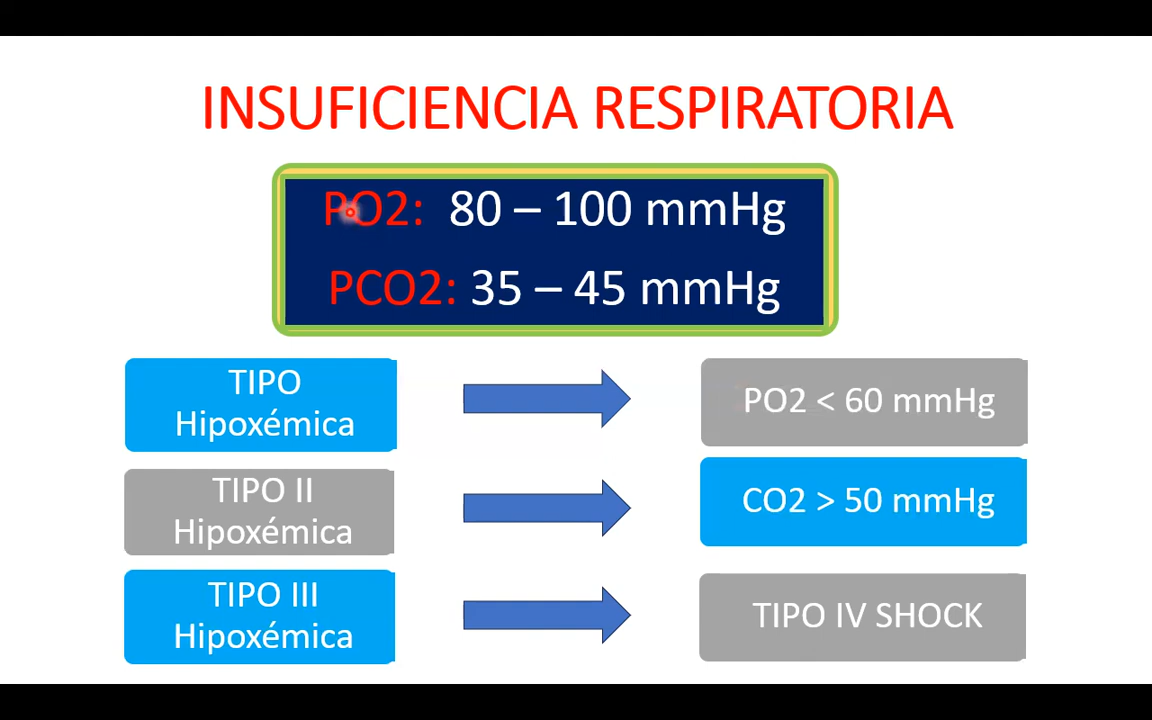 INSUFICIENCIA RESPIRATORIA
PO2: 80 – 100 mmHg
PCO2: 35 – 45 mmHg
TIPO
Hipoxémica
PO2 < 60 mmHg
TIPO II
Hipoxémica
CO2 > 50 mmHg
TIPO III
Hipoxémica
TIPO IV SHOCK